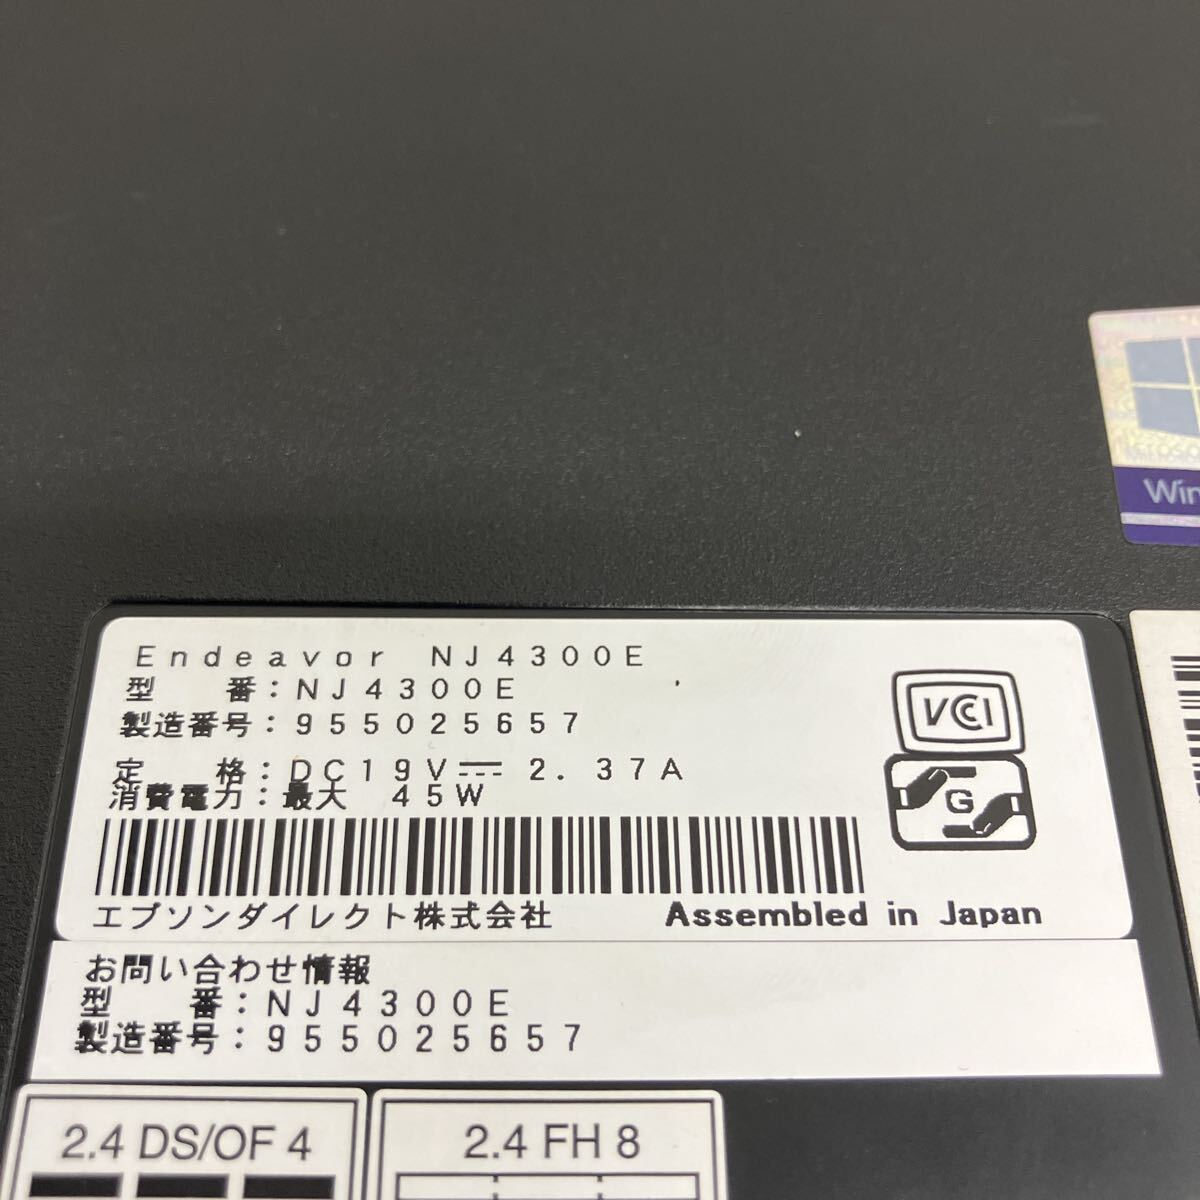 Microsoft
Win
Endeavor NJ4300E
型 番:NJ4300E
製造番号:955025657
定 格:DC19V⎓ 2.37A
消費電力:最大 45W
VCCI
G
エプソンダイレクト株式会社 Assembled in Japan
お問い合わせ情報
型 番:NJ4300E
製造番号:955025657
2.4 DS/OF 4
2.4 FH 8